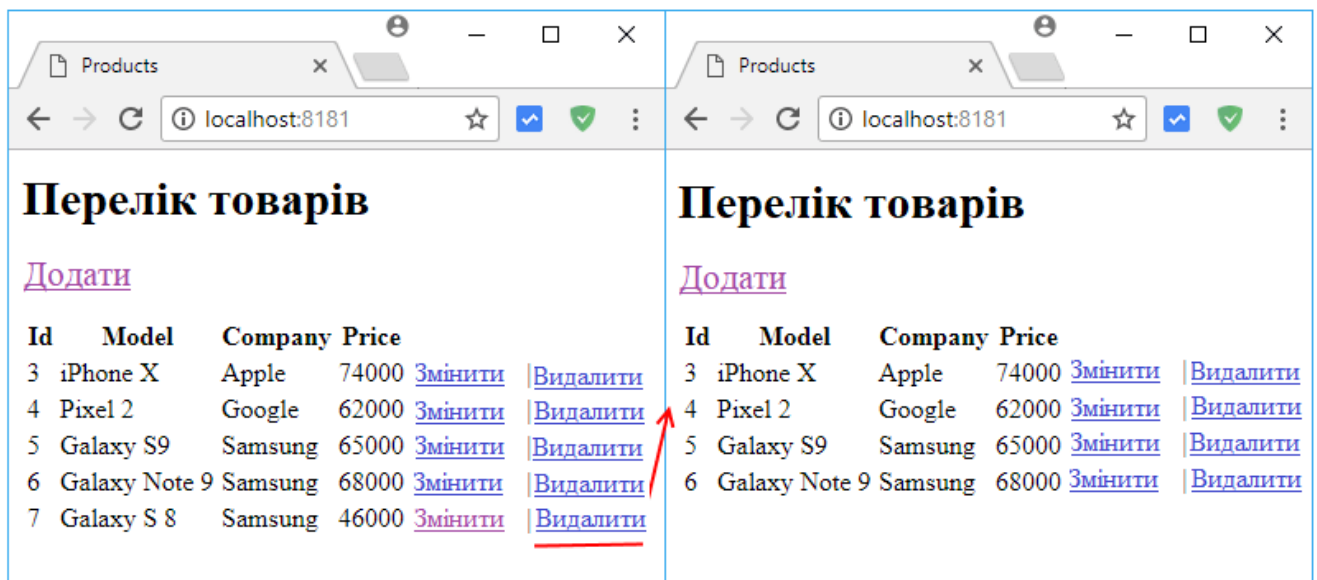 Products
localhost:8181
Перелік товарів
Додати
Id Model Company Price
3 iPhone X Apple 74000 Змінити |Видалити
4 Pixel 2 Google 62000 Змінити |Видалити
5 Galaxy S9 Samsung 65000 Змінити |Видалити
6 Galaxy Note 9 Samsung 68000 Змінити |Видалити
7 Galaxy S 8 Samsung 46000 Змінити |Видалити
Products
localhost:8181
Перелік товарів
Додати
Id Model Company Price
3 iPhone X Apple 74000 Змінити |Видалити
4 Pixel 2 Google 62000 Змінити |Видалити
5 Galaxy S9 Samsung 65000 Змінити |Видалити
6 Galaxy Note 9 Samsung 68000 Змінити |Видалити